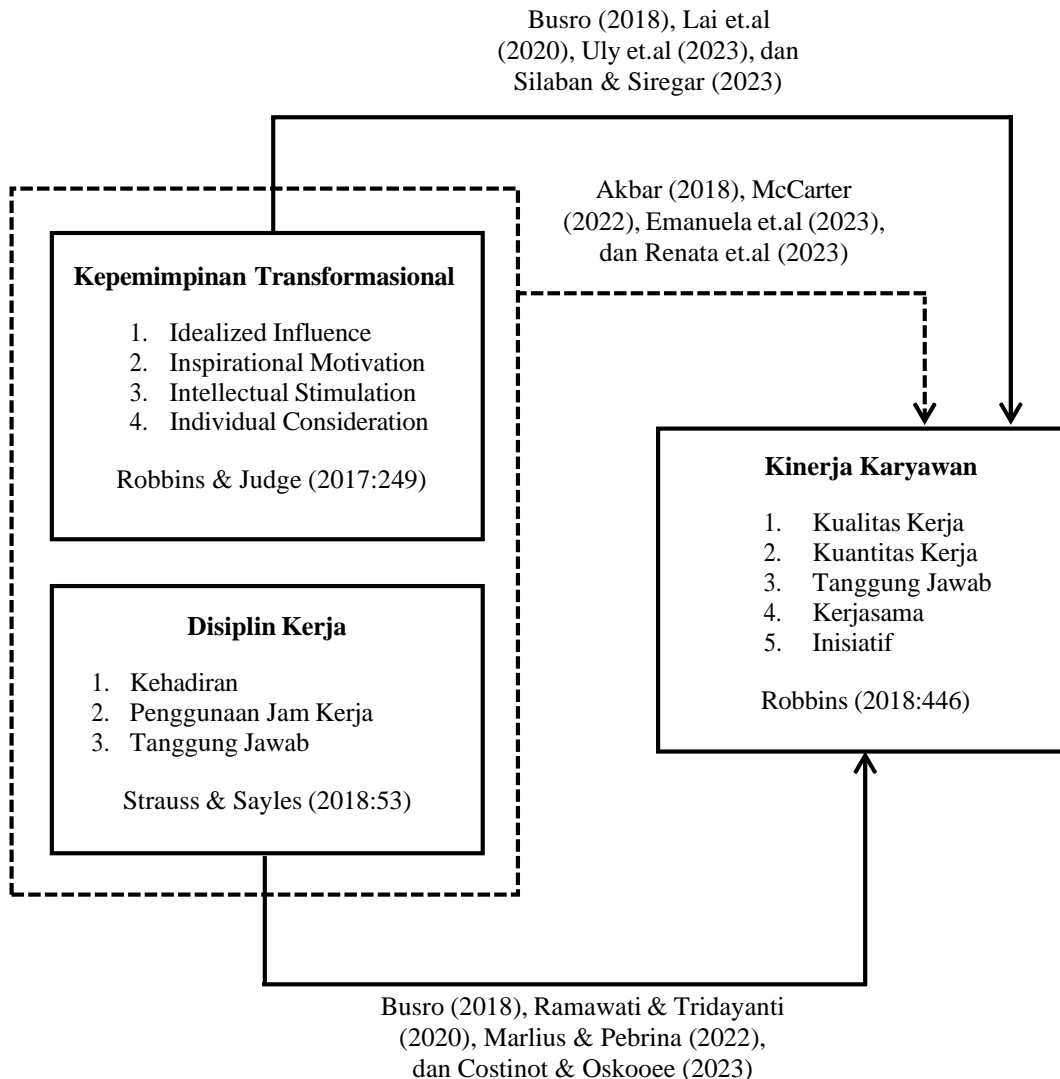 Busro (2018), Lai et.al
(2020), Uly et.al (2023), dan
Silaban & Siregar (2023)
Akbar (2018), McCarter
(2022), Emanuela et.al (2023),
dan Renata et.al (2023)
Kepemimpinan Transformasional
1. Idealized Influence
2. Inspirational Motivation
3. Intellectual Stimulation
4. Individual Consideration
Robbins & Judge (2017:249)
Kinerja Karyawan
1. Kualitas Kerja
2. Kuantitas Kerja
3. Tanggung Jawab
4. Kerjasama
5. Inisiatif
Robbins (2018:446)
Disiplin Kerja
1. Kehadiran
2. Penggunaan Jam Kerja
3. Tanggung Jawab
Strauss & Sayles (2018:53)
Busro (2018), Ramawati & Tridayanti
(2020), Marlius & Pebrina (2022),
dan Costinot & Oskooee (2023)